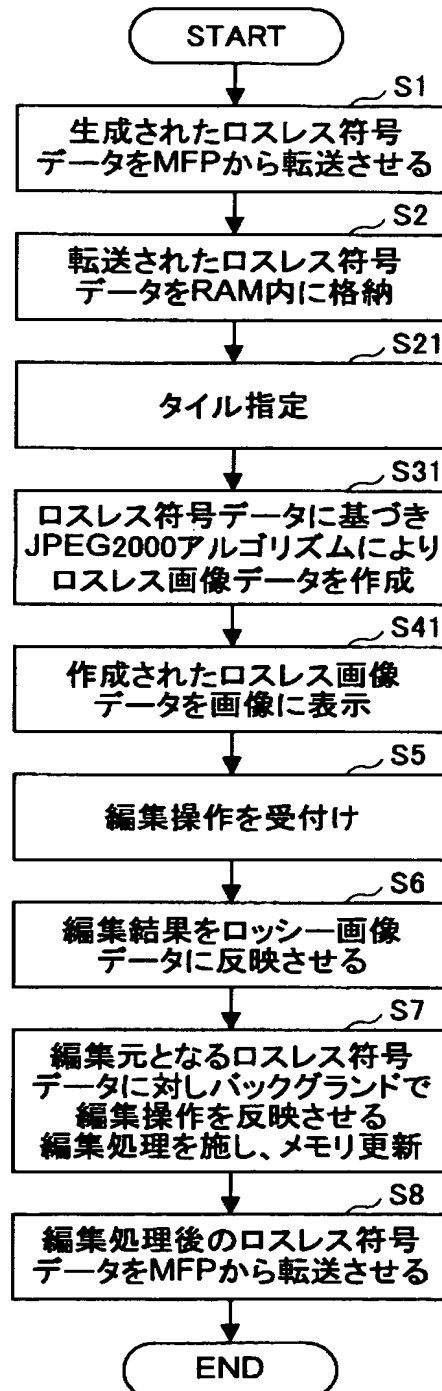 START
S1
生成されたロスレス符号
データをMFPから転送させる
S2
転送されたロスレス符号
データをRAM内に格納
S21
タイル指定
S31
ロスレス符号データに基づき
JPEG2000アルゴリズムにより
ロスレス画像データを作成
S41
作成されたロスレス画像
データを画像に表示
S5
編集操作を受付け
S6
編集結果をロッシー画像
データに反映させる
S7
編集元となるロスレス符号
データに対しバックグランドで
編集操作を反映させる
編集処理を施し、メモリ更新
S8
編集処理後のロスレス符号
データをMFPから転送させる
END